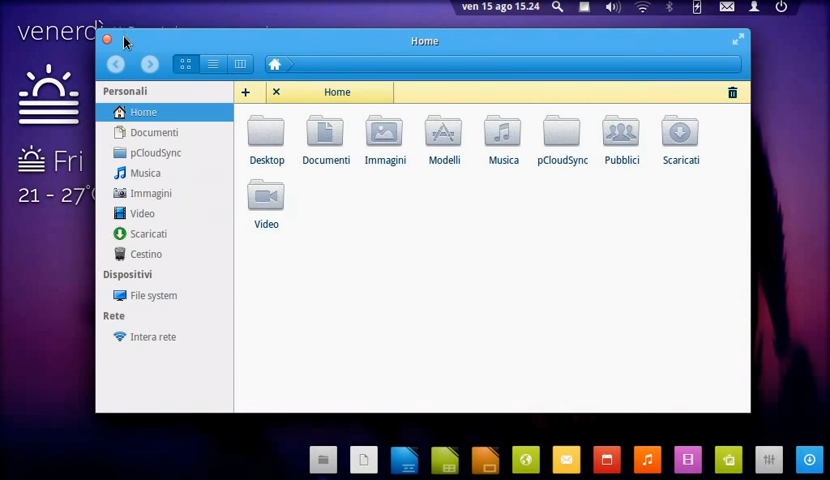 ven 15 ago 15.24
venerdì
Home
Personali
Home
Home
Documenti
pCloudSync
Musica
Immagini
Video
Scaricati
Cestino
Dispositivi
File system
Rete
Intera rete
Desktop
Documenti
Immagini
Modelli
Musica
pCloudSync
Pubblici
Scaricati
Video
Fri
21 - 27°C